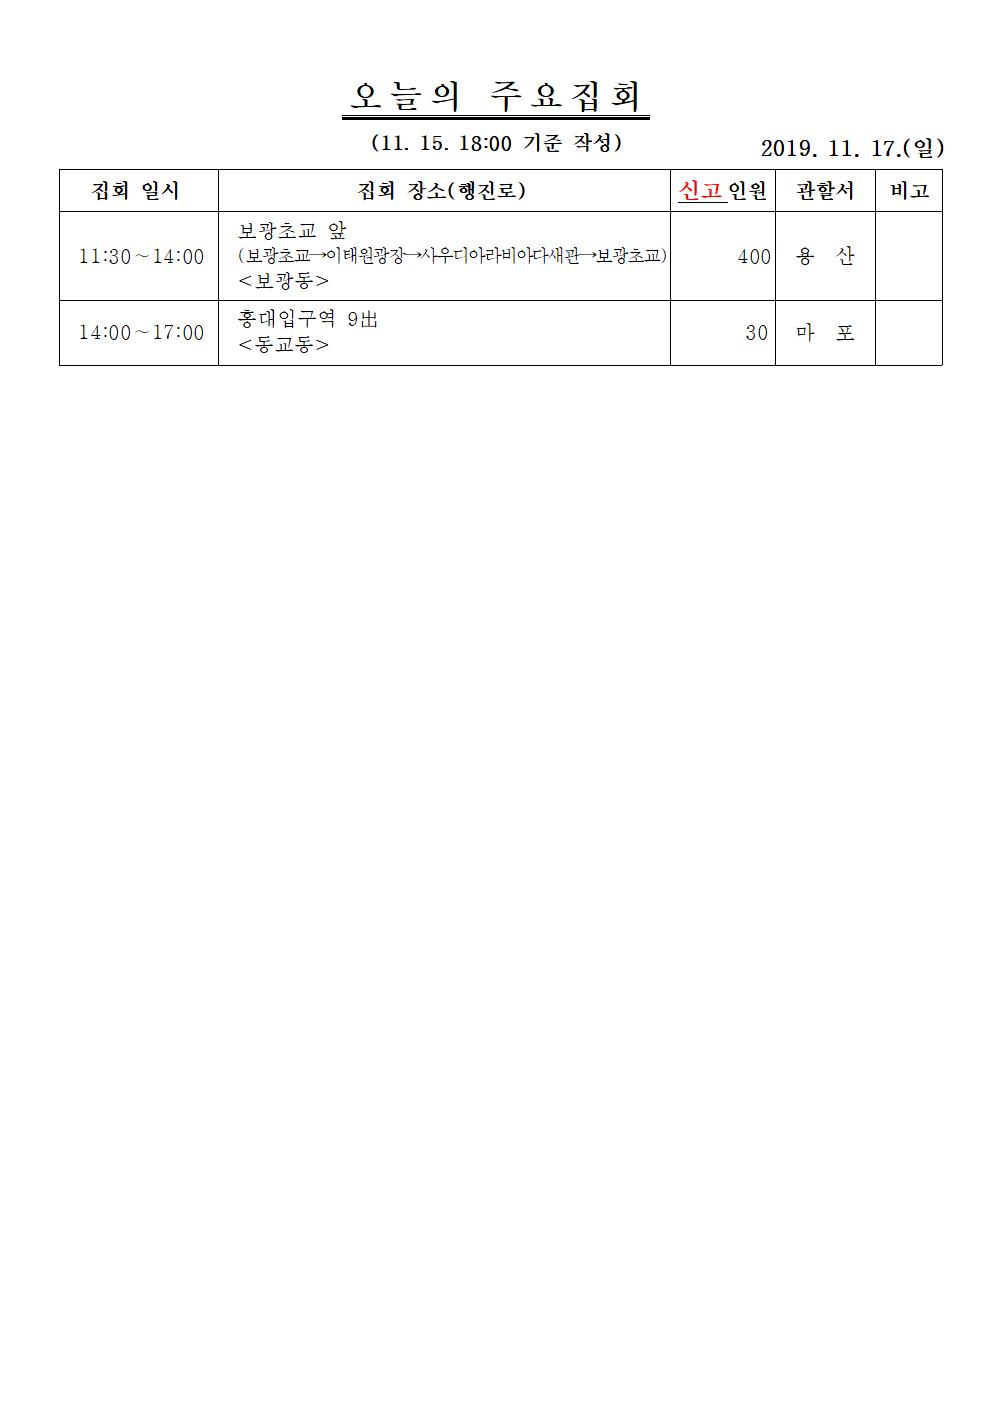 오늘의 주요집회
(11. 15. 18:00 기준 작성)
2019. 11. 17.(일)
집회 일시 집회 장소(행진로) 신고 인원 관할서 비고
보광초교 앞
11:30~14:00 (보광초교→이태원광장→사우디아라비아다새관→보광초교) 400 용 산
<보광동>
홍대입구역 9出
14:00~17:00 30 마 포
<동교동>